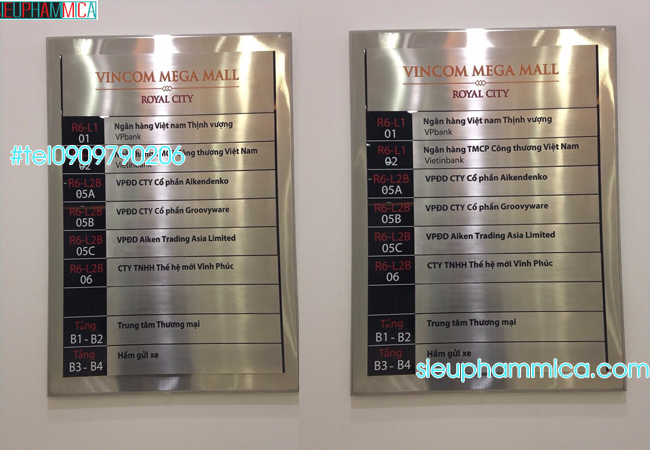 SIEUPHAMMICA
VINCOM MEGA MALL
ROYAL CITY
R6-L1 Ngân hàng Việt nam Thịnh vượng
01 VPbank
#tel0909790206
Công thương Việt Nam
02
R6-L2B VPĐD CTY Cổ phần Aikendenko
05A
R6-L2B VPĐD CTY Cổ phần Groovyware
05B
R6-L2B VPĐD Aiken Trading Asia Limited
05C
R6-L2B CTY TNHH Thế hệ mới Vĩnh Phúc
06
Tầng Trung tâm Thương mại
B1 - B2
Tầng Hầm gửi xe
B3 - B4
VINCOM MEGA MALL
ROYAL CITY
R6-L1 Ngân hàng Việt nam Thịnh vượng
01 VPbank
R6-L1 Ngân hàng TMCP Công thương Việt Nam
02 Vietinbank
R6-L2B VPĐD CTY Cổ phần Aikendenko
05A
R6-L2B VPĐD CTY Cổ phần Groovyware
05B
R6-L2B VPĐD Aiken Trading Asia Limited
05C
R6-L2B CTY TNHH Thế hệ mới Vĩnh Phúc
06
Tầng Trung tâm Thương mại
B1 - B2
Tầng Hầm gửi xe
B3 - B4
sieuphammica.com